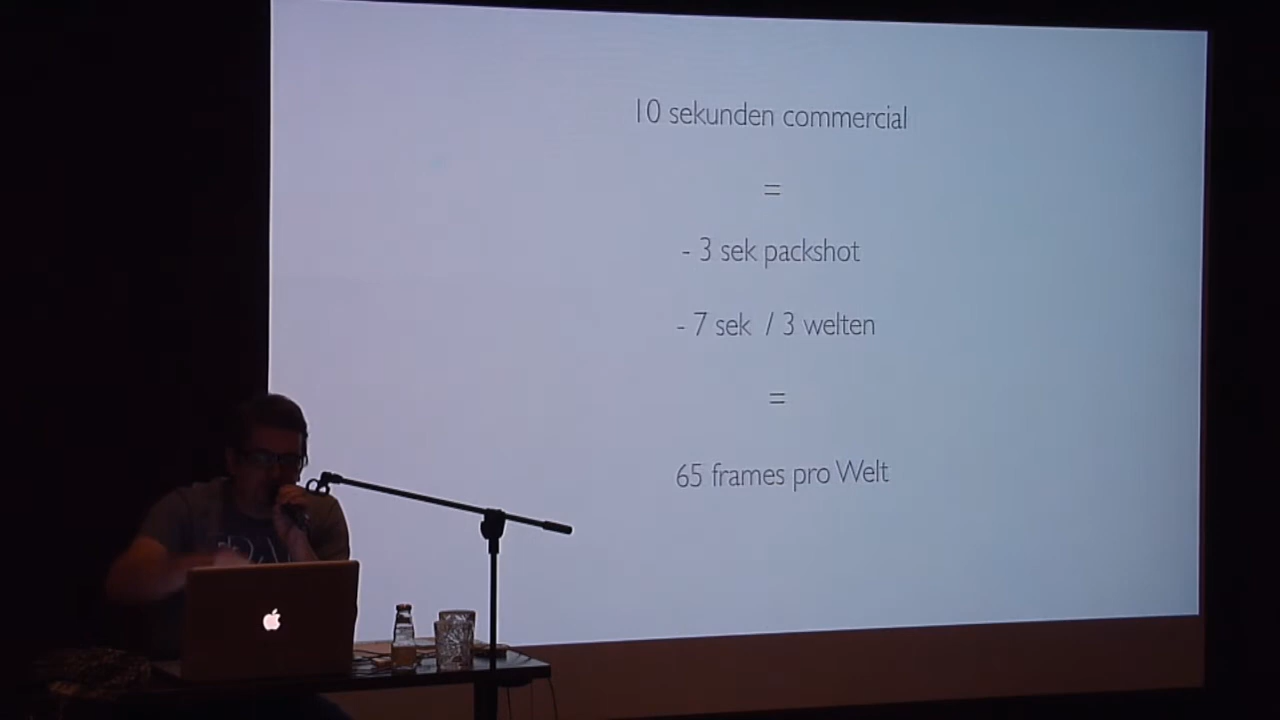 10 sekunden commercial
=
- 3 sek packshot
- 7 sek / 3 welten
=
65 frames pro Welt